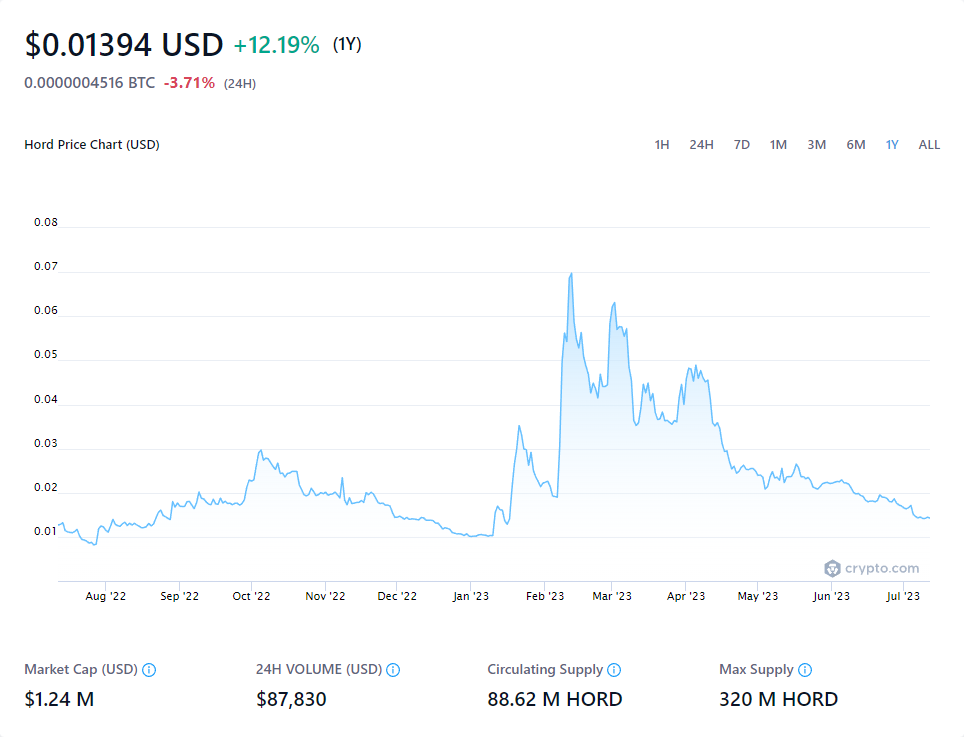 $0.01394 USD +12.19% (1Y)
0.0000004516 BTC -3.71% (24H)
Hord Price Chart (USD) 1H 24H 7D 1M 3M 6M 1Y ALL
0.08
0.07
0.06
0.05
0.04
0.03
0.02
0.01
crypto.com
Aug '22 Sep '22 Oct '22 Nov '22 Dec '22 Jan '23 Feb '23 Mar '23 Apr '23 May '23 Jun '23 Jul '23
Market Cap (USD) 24H VOLUME (USD) Circulating Supply Max Supply
$1.24 M $87,830 88.62 M HORD 320 M HORD